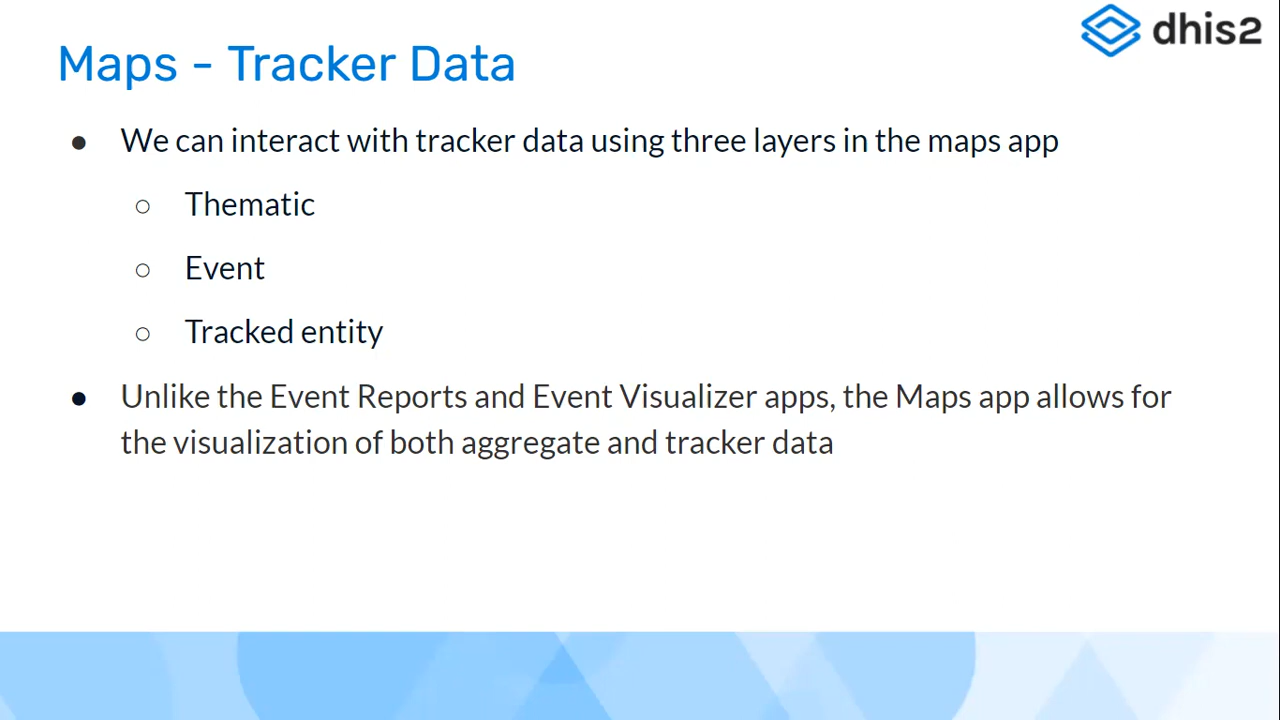 dhis2
Maps - Tracker Data
● We can interact with tracker data using three layers in the maps app
○ Thematic
○ Event
○ Tracked entity
● Unlike the Event Reports and Event Visualizer apps, the Maps app allows for
the visualization of both aggregate and tracker data